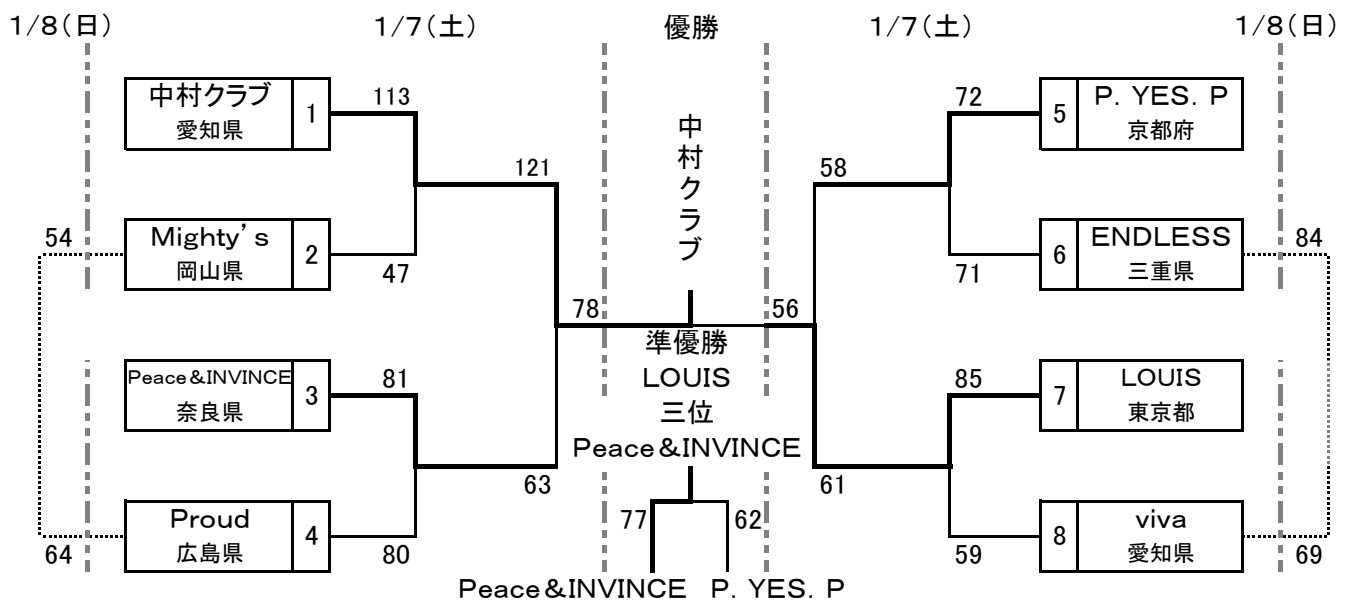 1/8(日)
1/7(土)
優勝
1/7(土)
1/8(日)
中村クラブ
愛知県
1
113
72
5
P. YES. P
京都府
中村クラブ
121
58
54
Mighty's
岡山県
2
47
71
6
ENDLESS
三重県
84
78
56
準優勝
LOUIS
三位
Peace&INVINCE
Peace&INVINCE
奈良県
3
81
85
7
LOUIS
東京都
63
61
77
62
64
Proud
広島県
4
80
59
8
viva
愛知県
69
Peace&INVINCE P. YES. P